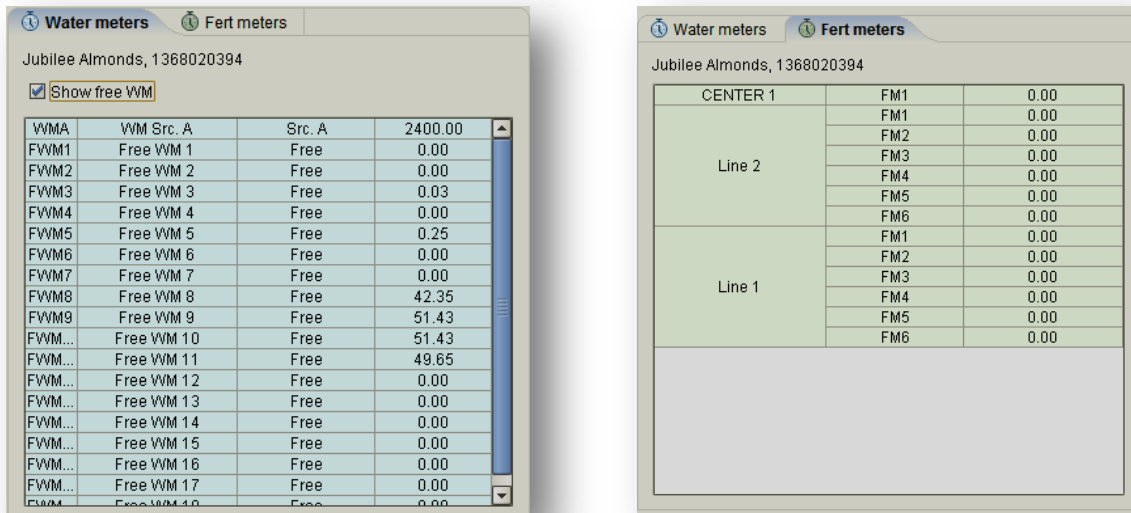 Water meters Fert meters
Jubilee Almonds, 1368020394
Show free WM
WMA WM Src. A Src. A 2400.00
FWM1 Free WM 1 Free 0.00
FWM2 Free WM 2 Free 0.00
FWM3 Free WM 3 Free 0.03
FWM4 Free WM 4 Free 0.00
FWM5 Free WM 5 Free 0.25
FWM6 Free WM 6 Free 0.00
FWM7 Free WM 7 Free 0.00
FWM8 Free WM 8 Free 42.35
FWM9 Free WM 9 Free 51.43
FWM... Free WM 10 Free 51.43
FWM... Free WM 11 Free 49.65
FWM... Free WM 12 Free 0.00
FWM... Free WM 13 Free 0.00
FWM... Free WM 14 Free 0.00
FWM... Free WM 15 Free 0.00
FWM... Free WM 16 Free 0.00
FWM... Free WM 17 Free 0.00
Water meters Fert meters
Jubilee Almonds, 1368020394
CENTER 1 FM1 0.00
Line 2 FM1 0.00
FM2 0.00
FM3 0.00
FM4 0.00
FM5 0.00
FM6 0.00
Line 1 FM1 0.00
FM2 0.00
FM3 0.00
FM4 0.00
FM5 0.00
FM6 0.00